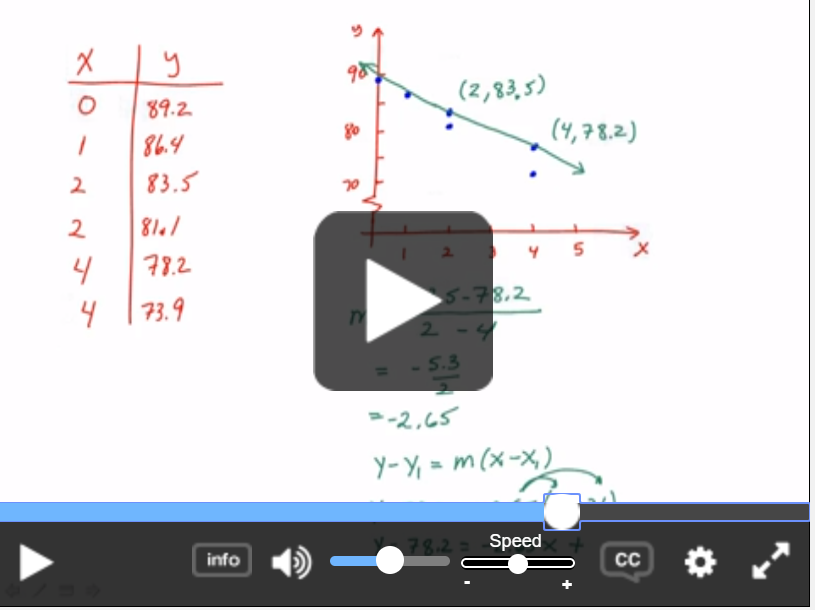 x y
0 89.2
1 86.4
2 83.5
2 81.1
4 78.2
4 73.9
y
90
80
70
(2, 83.5)
(4, 78.2)
1 2 3 4 5 x
5 - 78.2
2 - 4
= - 5.3
2
= -2.65
y - y₁ = m(x - x₁)
y - 78.2 = x +
info
Speed
- +
CC